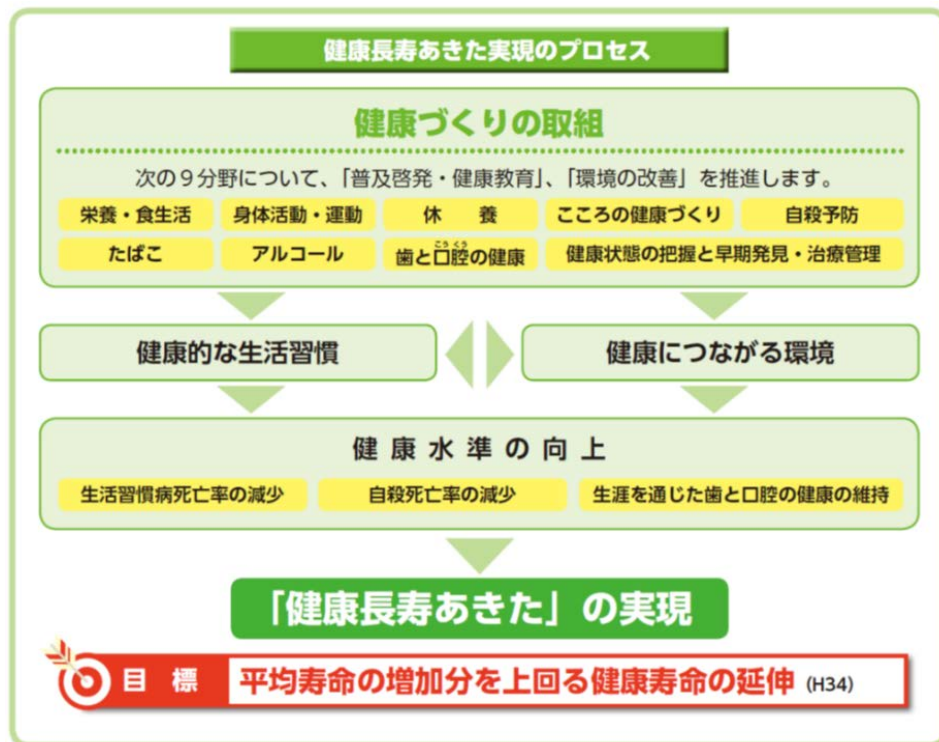 健康長寿あきた実現のプロセス
健康づくりの取組
次の9分野について、「普及啓発・健康教育」、「環境の改善」を推進します。
栄養・食生活 身体活動・運動 休 養 こころの健康づくり 自殺予防
こう くう
たばこ アルコール 歯と口腔の健康 健康状態の把握と早期発見・治療管理
健康的な生活習慣 健康につながる環境
健 康 水 準 の 向 上
生活習慣病死亡率の減少 自殺死亡率の減少 生涯を通じた歯と口腔の健康の維持
「健康長寿あきた」の実現
目 標 平均寿命の増加分を上回る健康寿命の延伸 (H34)